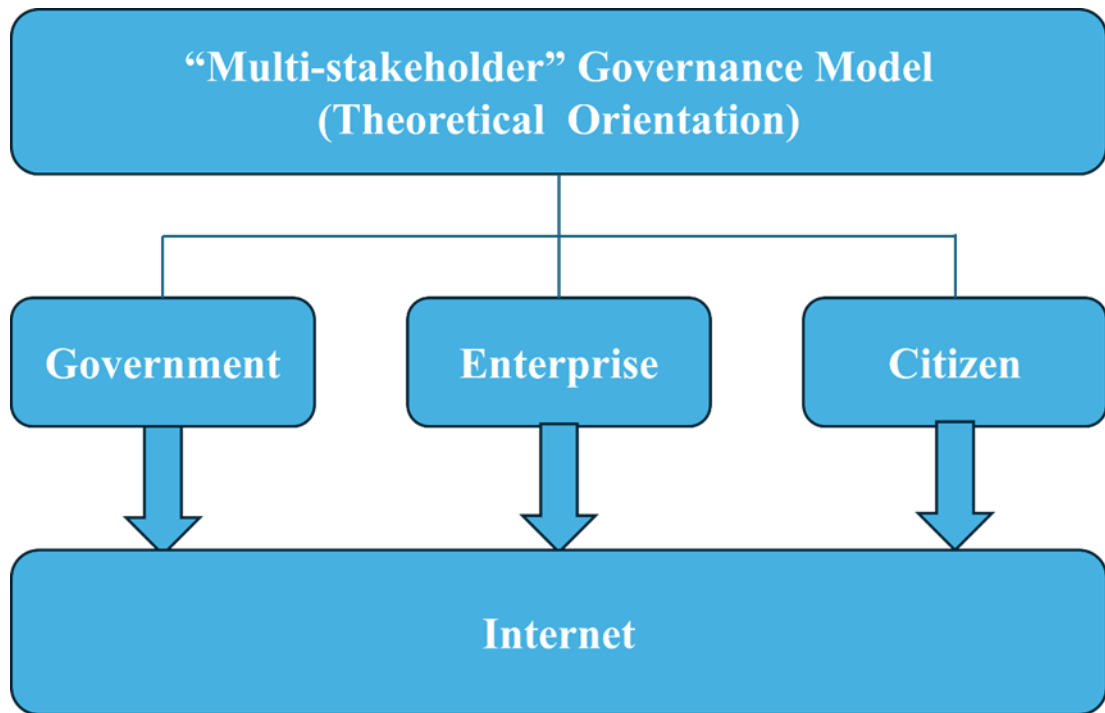 “Multi-stakeholder” Governance Model
(Theoretical Orientation)
Government
Enterprise
Citizen
Internet